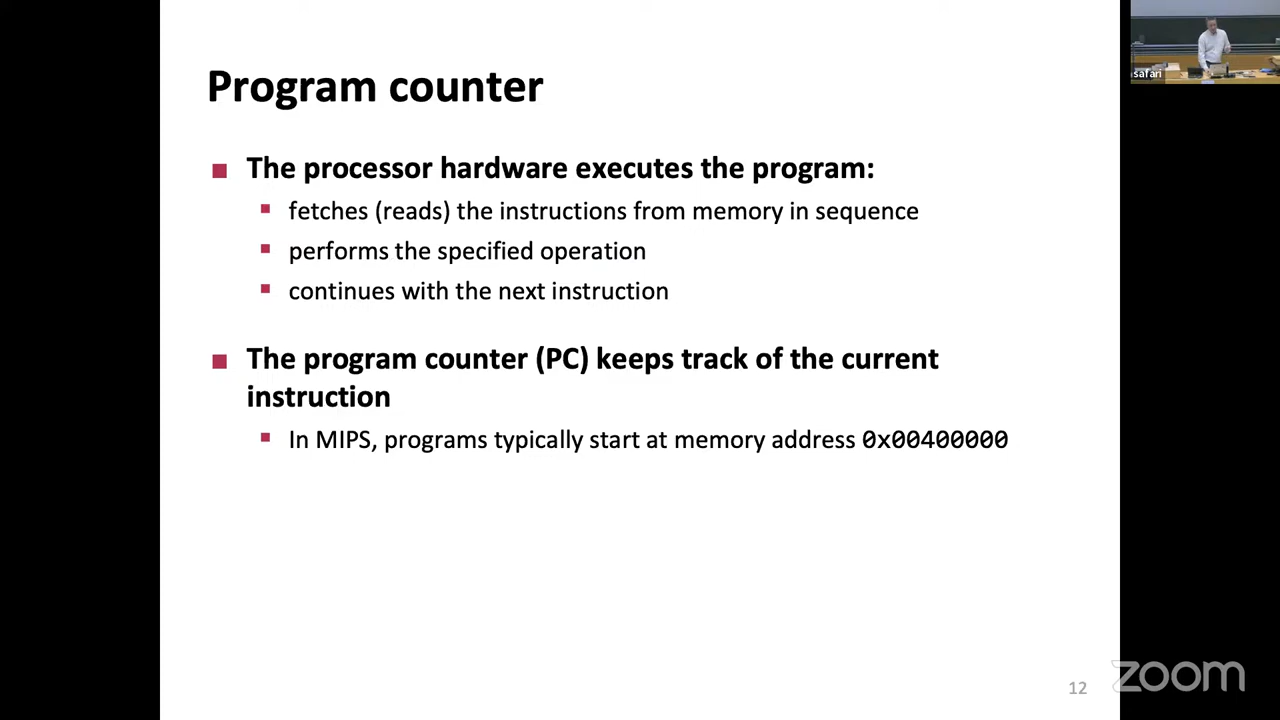 Program counter
The processor hardware executes the program:
fetches (reads) the instructions from memory in sequence
performs the specified operation
continues with the next instruction
The program counter (PC) keeps track of the current
instruction
In MIPS, programs typically start at memory address 0x00400000
12
safari
zoom